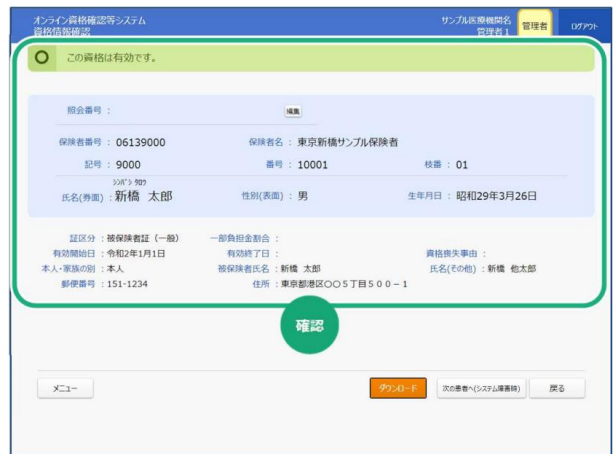 オンライン資格確認等システム
資格情報確認
サンプル医療機関名
管理者1
管理者
ログアウト
この資格は有効です。
照会番号 :
編集
保険者番号 : 06139000 保険者名 : 東京新橋サンプル保険者
記号 : 9000 番号 : 10001 枝番 : 01
シンバシ タロウ
氏名(券面) : 新橋 太郎 性別(表面) : 男 生年月日 : 昭和29年3月26日
証区分 : 被保険者証（一般） 一部負担金割合 :
有効開始日 : 令和2年1月1日 有効終了日 : 資格喪失事由 :
本人・家族の別 : 本人 被保険者氏名 : 新橋 太郎 氏名(その他) : 新橋 他太郎
郵便番号 : 151-1234 住所 : 東京都港区○○5丁目500-1
確認
メニュー
ダウンロード
次の患者へ(システム障害時)
戻る